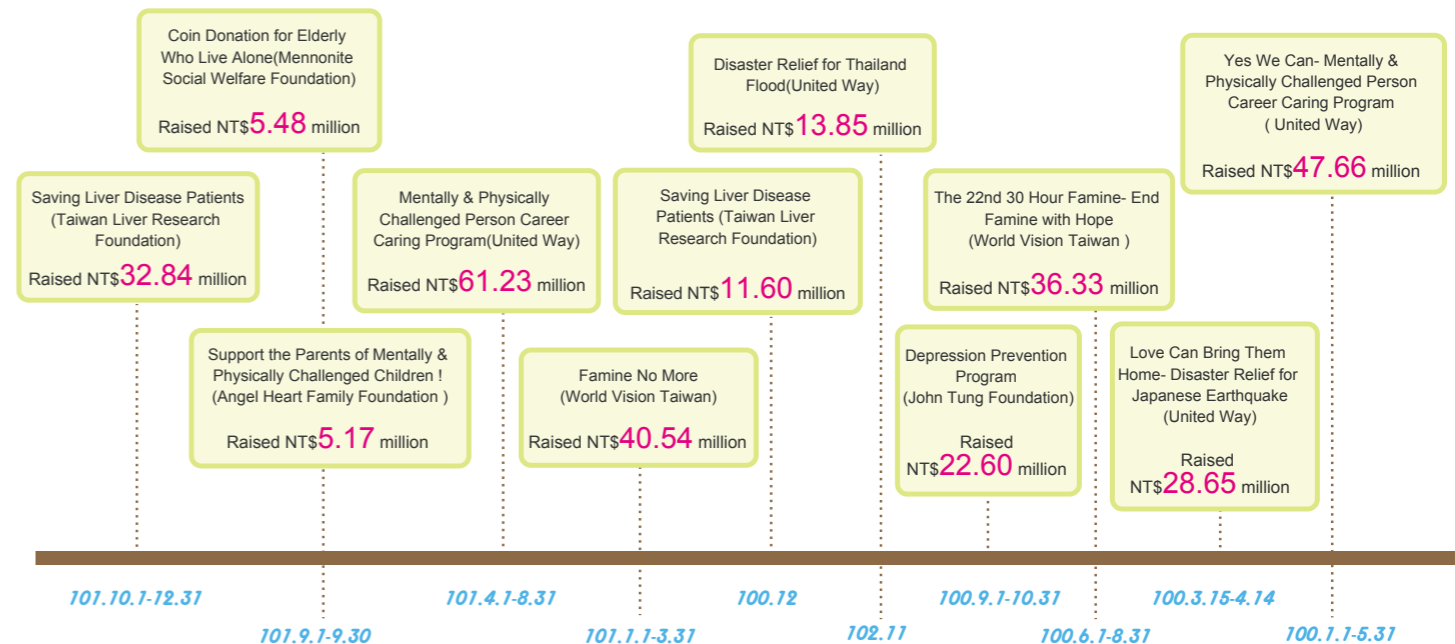 Coin Donation for Elderly
Who Live Alone(Mennonite
Social Welfare Foundation)
Raised NT$5.48 million
Disaster Relief for Thailand
Flood(United Way)
Raised NT$13.85 million
Yes We Can- Mentally &
Physically Challenged Person
Career Caring Program
( United Way)
Raised NT$47.66 million
Saving Liver Disease Patients
(Taiwan Liver Research
Foundation)
Raised NT$32.84 million
Mentally & Physically
Challenged Person Career
Caring Program(United Way)
Raised NT$61.23 million
Saving Liver Disease
Patients (Taiwan Liver
Research Foundation)
Raised NT$11.60 million
The 22nd 30 Hour Famine- End
Famine with Hope
(World Vision Taiwan )
Raised NT$36.33 million
Support the Parents of Mentally &
Physically Challenged Children !
(Angel Heart Family Foundation )
Raised NT$5.17 million
Famine No More
(World Vision Taiwan)
Raised NT$40.54 million
Depression Prevention
Program
(John Tung Foundation)
Raised
NT$22.60 million
Love Can Bring Them
Home- Disaster Relief for
Japanese Earthquake
(United Way)
Raised
NT$28.65 million
101.10.1-12.31
101.9.1-9.30
101.4.1-8.31
101.1.1-3.31
100.12
102.11
100.9.1-10.31
100.6.1-8.31
100.3.15-4.14
100.1.1-5.31